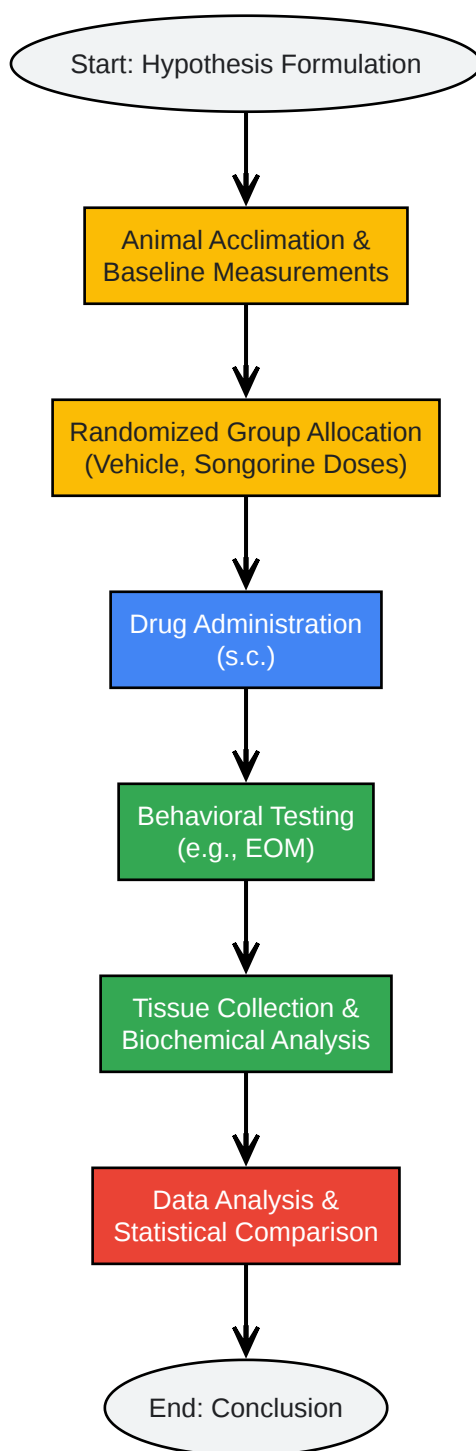 Start: Hypothesis Formulation
Animal Acclimation &
Baseline Measurements
Randomized Group Allocation
(Vehicle, Songorine Doses)
Drug Administration
(s.c.)
Behavioral Testing
(e.g., EOM)
Tissue Collection &
Biochemical Analysis
Data Analysis &
Statistical Comparison
End: Conclusion